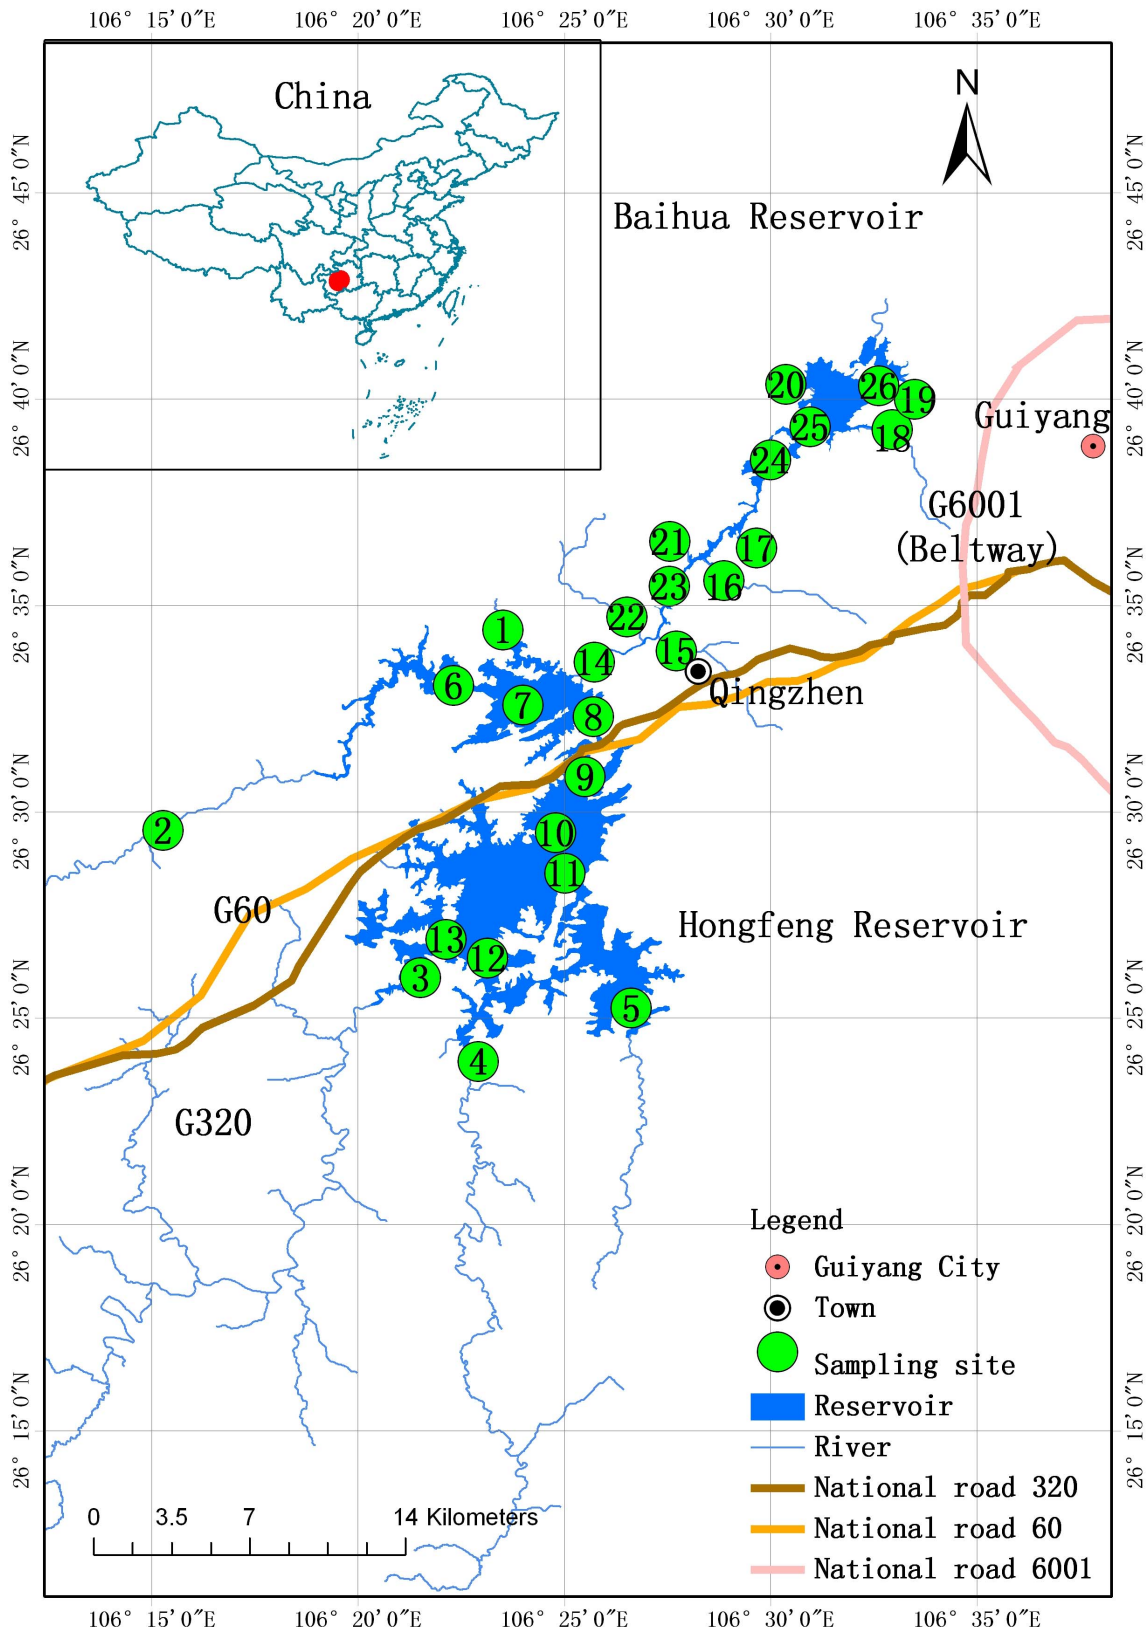 106° 15′ 0″E
106° 20′ 0″E
106° 25′ 0″E
106° 30′ 0″E
106° 35′ 0″E
China
N
26° 45′ 0″N
26° 45′ 0″N
Baihua Reservoir
26° 40′ 0″N
26° 40′ 0″N
20
26
19
Guiyang
25
18
24
G6001
(Beltway)
21
17
23
16
26° 35′ 0″N
26° 35′ 0″N
22
1
15
14
6
Qingzhen
7
8
9
26° 30′ 0″N
26° 30′ 0″N
2
10
11
G60
Hongfeng Reservoir
13
12
3
5
26° 25′ 0″N
26° 25′ 0″N
4
G320
26° 20′ 0″N
26° 20′ 0″N
Legend
Guiyang City
Town
Sampling site
Reservoir
River
National road 320
National road 60
National road 6001
26° 15′ 0″N
26° 15′ 0″N
0 3.5 7 14 Kilometers
106° 15′ 0″E
106° 20′ 0″E
106° 25′ 0″E
106° 30′ 0″E
106° 35′ 0″E